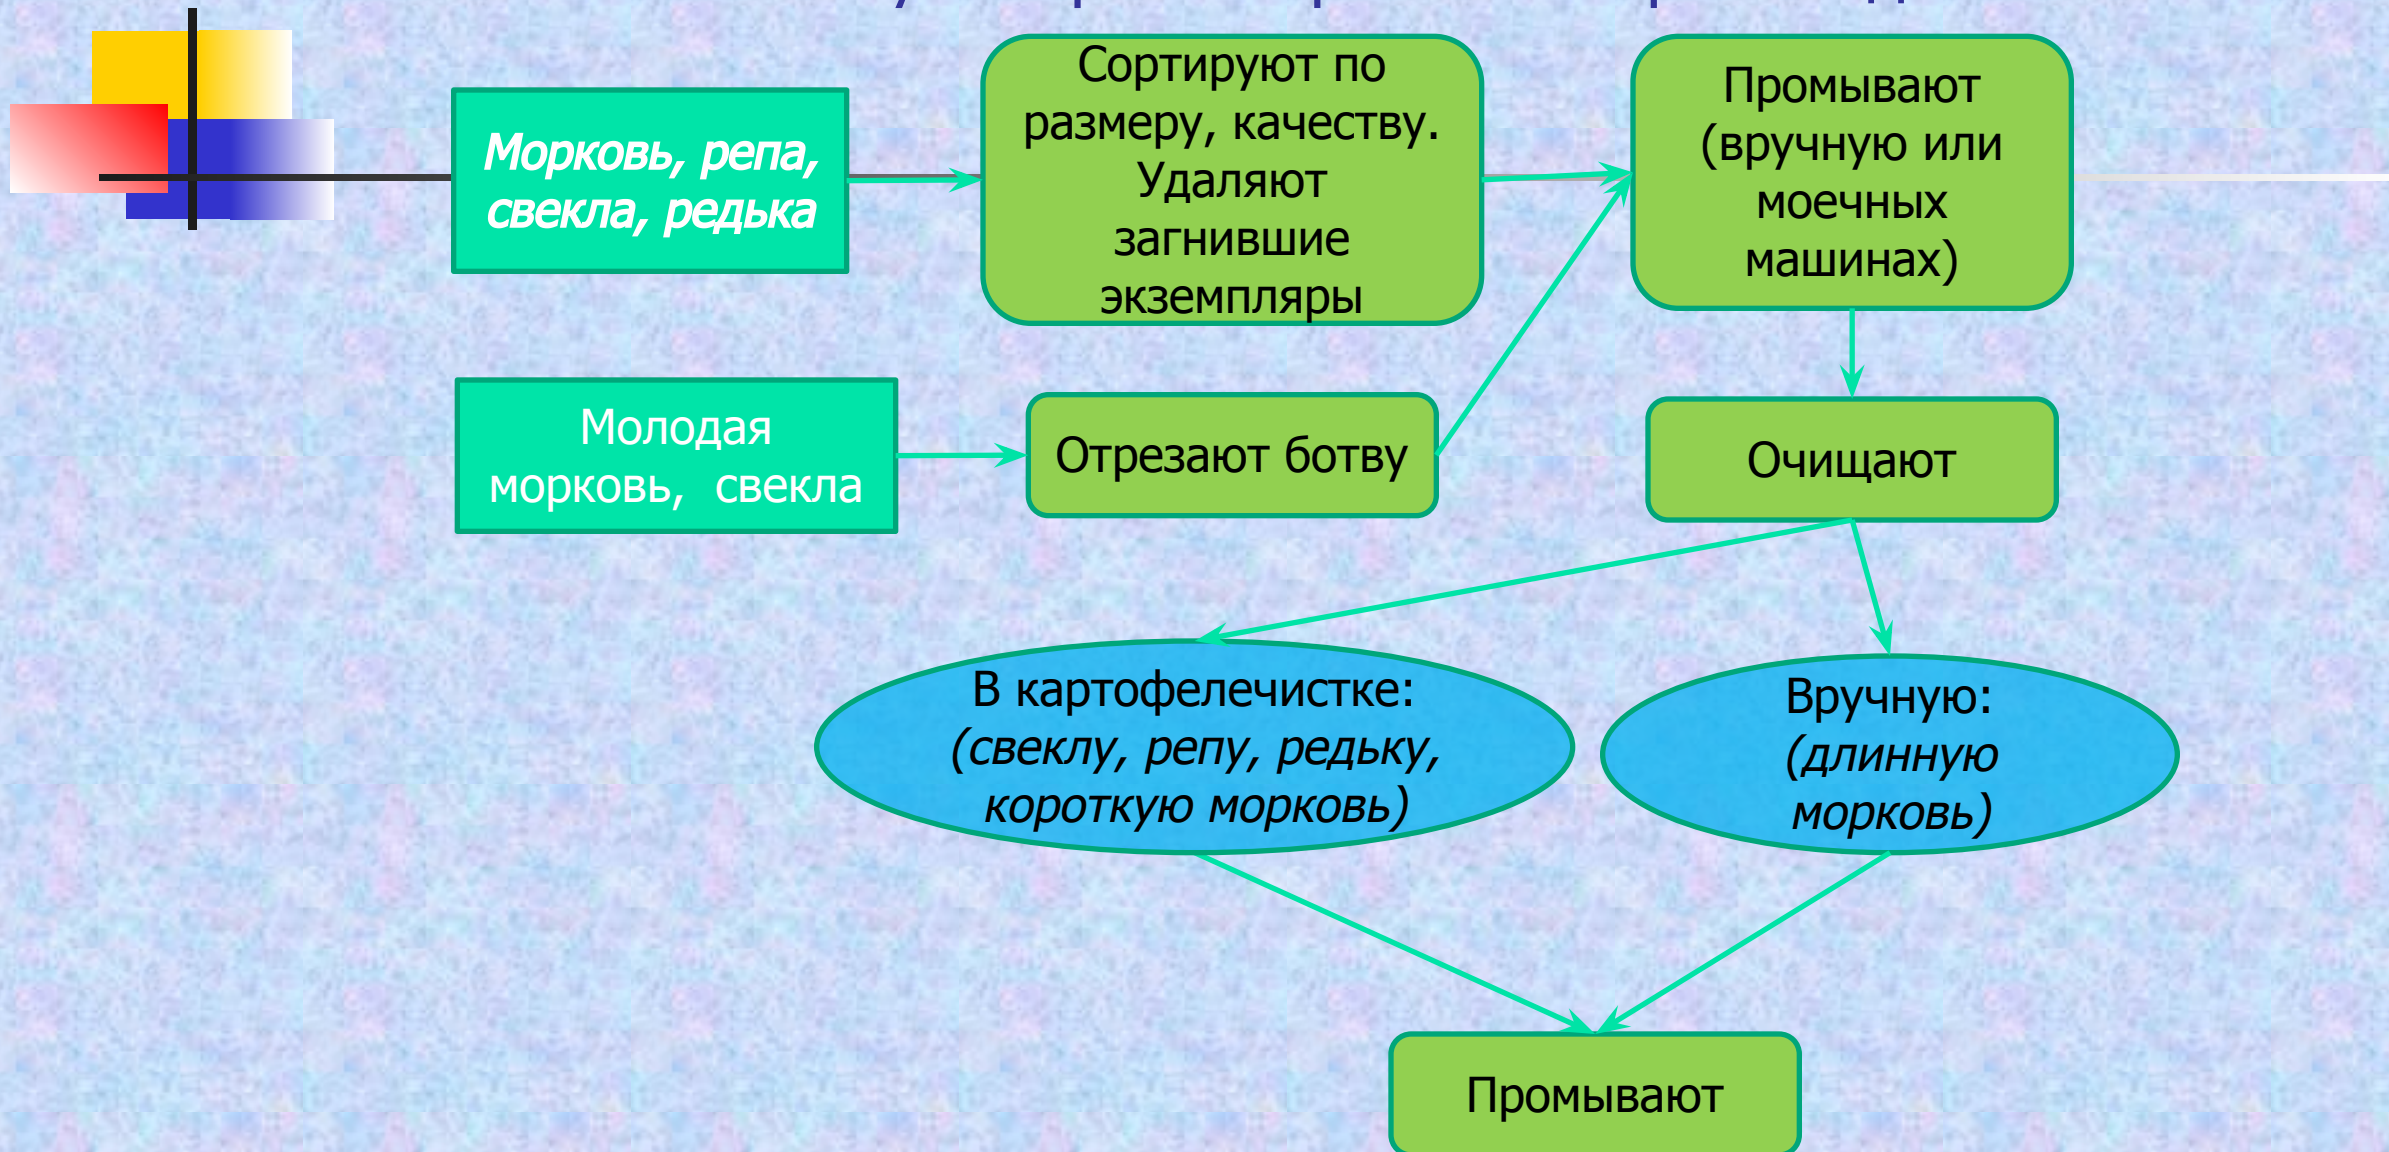 Морковь, репа,
свекла, редька
Сортируют по
размеру, качеству.
Удаляют
загнившие
экземпляры
Промывают
(вручную или
моечных
машинах)
Молодая
морковь, свекла
Отрезают ботву
Очищают
В картофелечистке:
(свеклу, репу, редьку,
короткую морковь)
Вручную:
(длинную
морковь)
Промывают